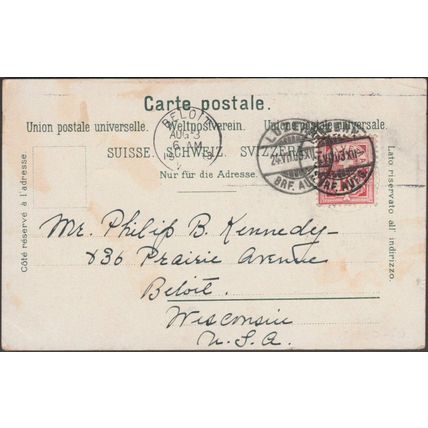 Carte postale.
Union postale universelle. Weltpostverein. Unione postale universale.
SUISSE. SCHWEIZ. SVIZZERA.
Nur für die Adresse.
Côté réservé à l'adresse.
Lato riservato all' indirizzo.
BELOIT
AUG 3
6 AM
LUZERN
BRF. AUFG.
Mr. Philip B. Kennedy-
836 Prairie Avenue
Beloit
Wisconsin
U.S.A.